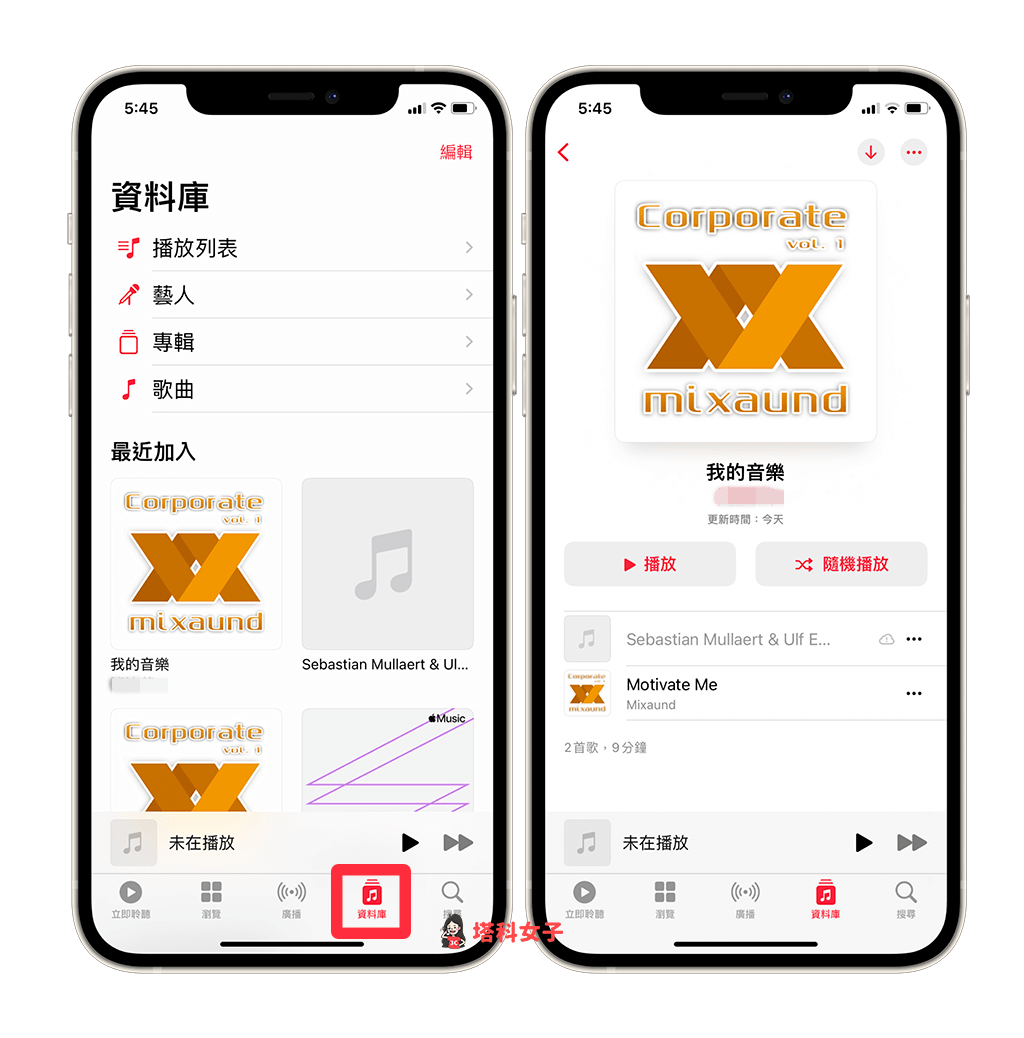 5:45
編輯
資料庫
播放列表
藝人
專輯
歌曲
最近加入
Corporate
vol. 1
mixaund
我的音樂
Sebastian Mullaert & Ul...
Corporate
vol. 1
Music
未在播放
立即聆聽
瀏覽
廣播
資料庫
搜尋
3C
塔科女子
5:45
Corporate
vol. 1
mixaund
我的音樂
更新時間：今天
播放
隨機播放
Sebastian Mullaert & Ulf E...
Corporate
vol. 1
mixaund
Motivate Me
Mixaund
2首歌，9分鐘
未在播放
立即聆聽
瀏覽
廣播
資料庫
搜尋